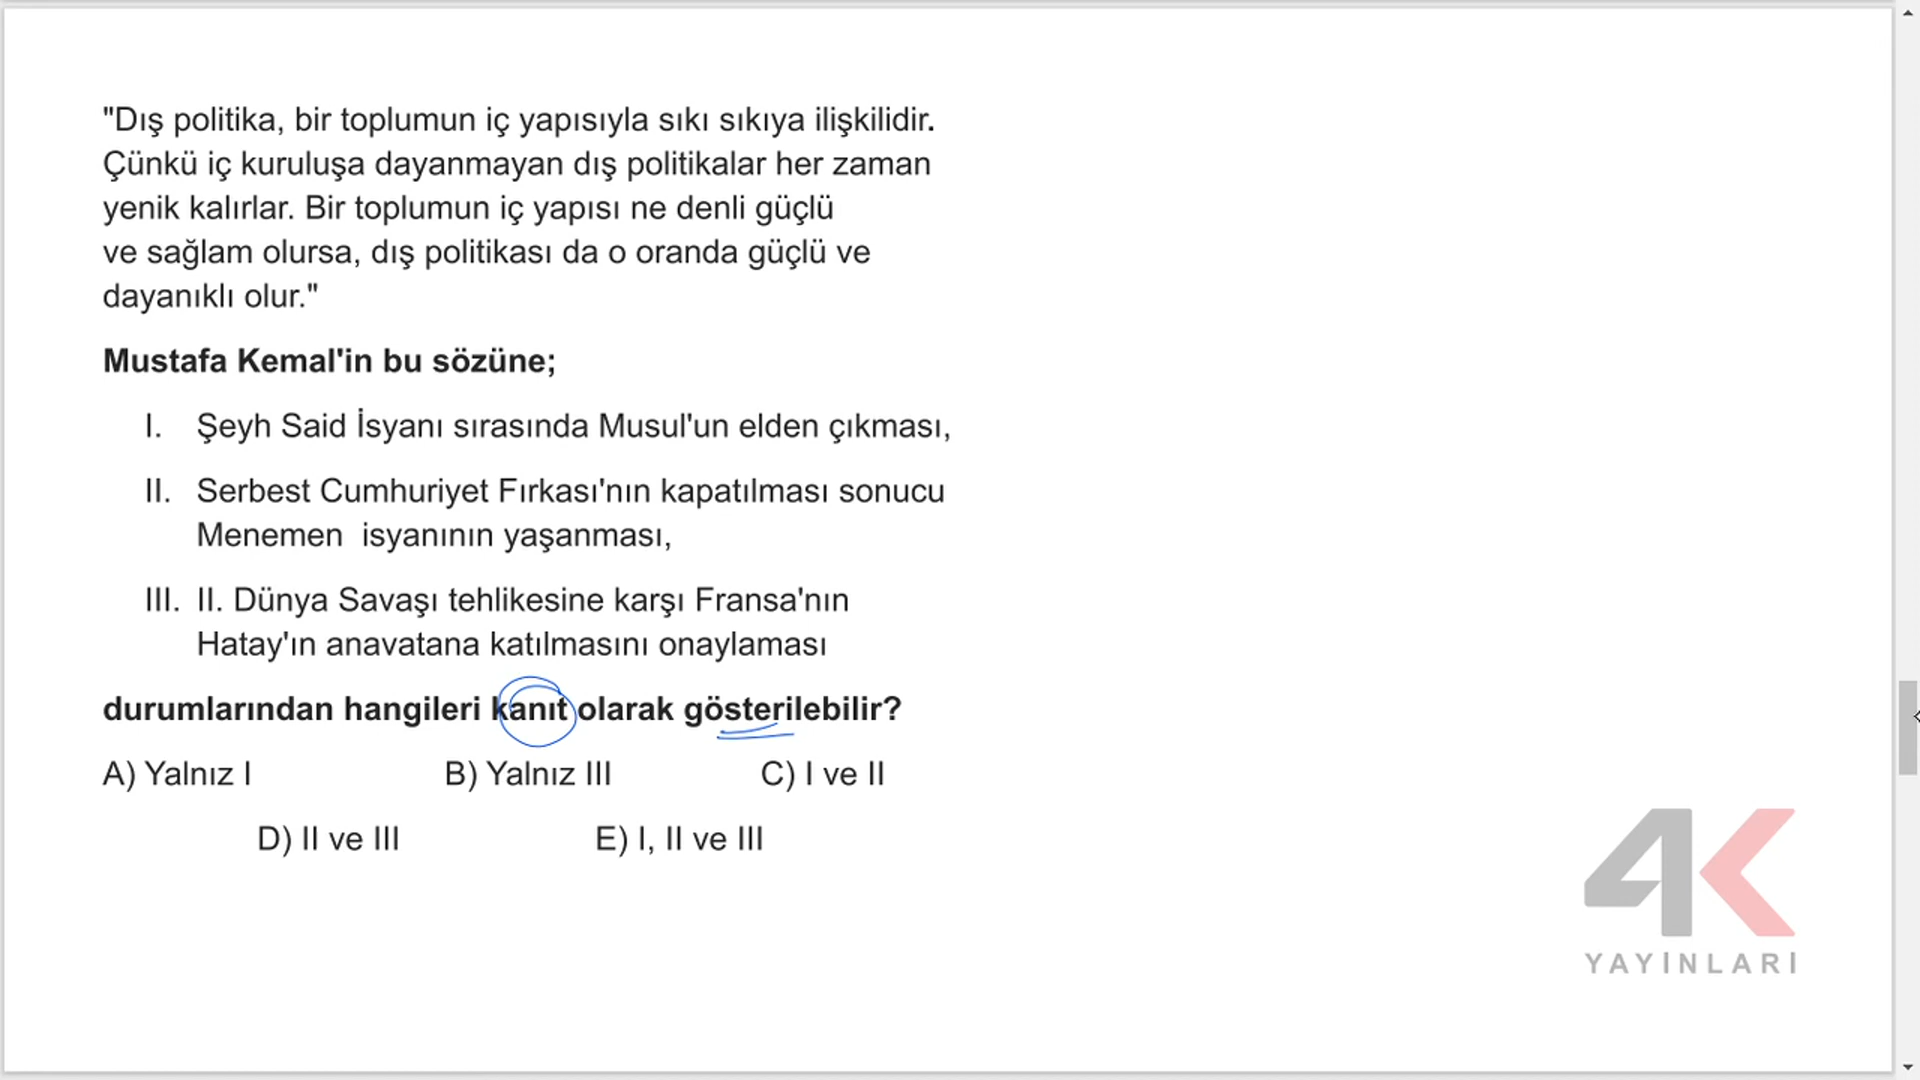 "Dış politika, bir toplumun iç yapısıyla sıkı sıkıya ilişkilidir.
Çünkü iç kuruluşa dayanmayan dış politikalar her zaman
yenik kalırlar. Bir toplumun iç yapısı ne denli güçlü
ve sağlam olursa, dış politikası da o oranda güçlü ve
dayanıklı olur."
Mustafa Kemal'in bu sözüne;
I. Şeyh Said İsyanı sırasında Musul'un elden çıkması,
II. Serbest Cumhuriyet Fırkası'nın kapatılması sonucu
Menemen isyanının yaşanması,
III. II. Dünya Savaşı tehlikesine karşı Fransa'nın
Hatay'ın anavatana katılmasını onaylaması
durumlarından hangileri kanıt olarak gösterilebilir?
A) Yalnız I B) Yalnız III C) I ve II
D) II ve III E) I, II ve III
4K
YAYİNLARİ